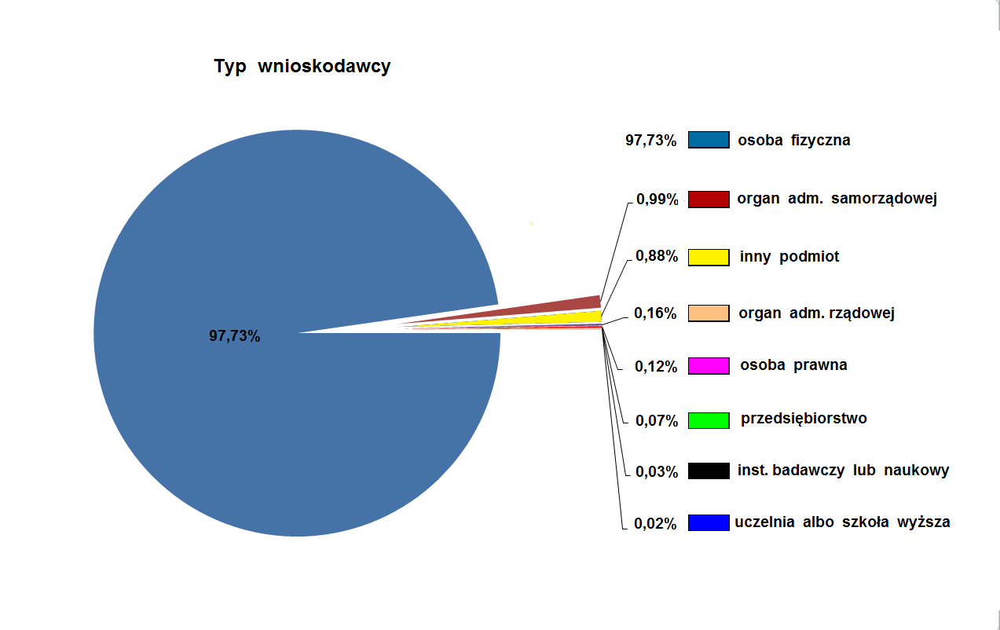 Typ wnioskodawcy
97,73% osoba fizyczna
0,99% organ adm. samorządowej
0,88% inny podmiot
0,16% organ adm. rządowej
97,73%
0,12% osoba prawna
0,07% przedsiębiorstwo
0,03% inst. badawczy lub naukowy
0,02% uczelnia albo szkoła wyższa